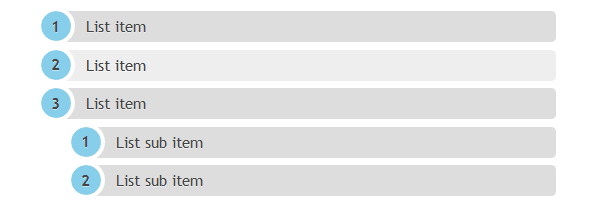 1 List item
2 List item
3 List item
1 List sub item
2 List sub item